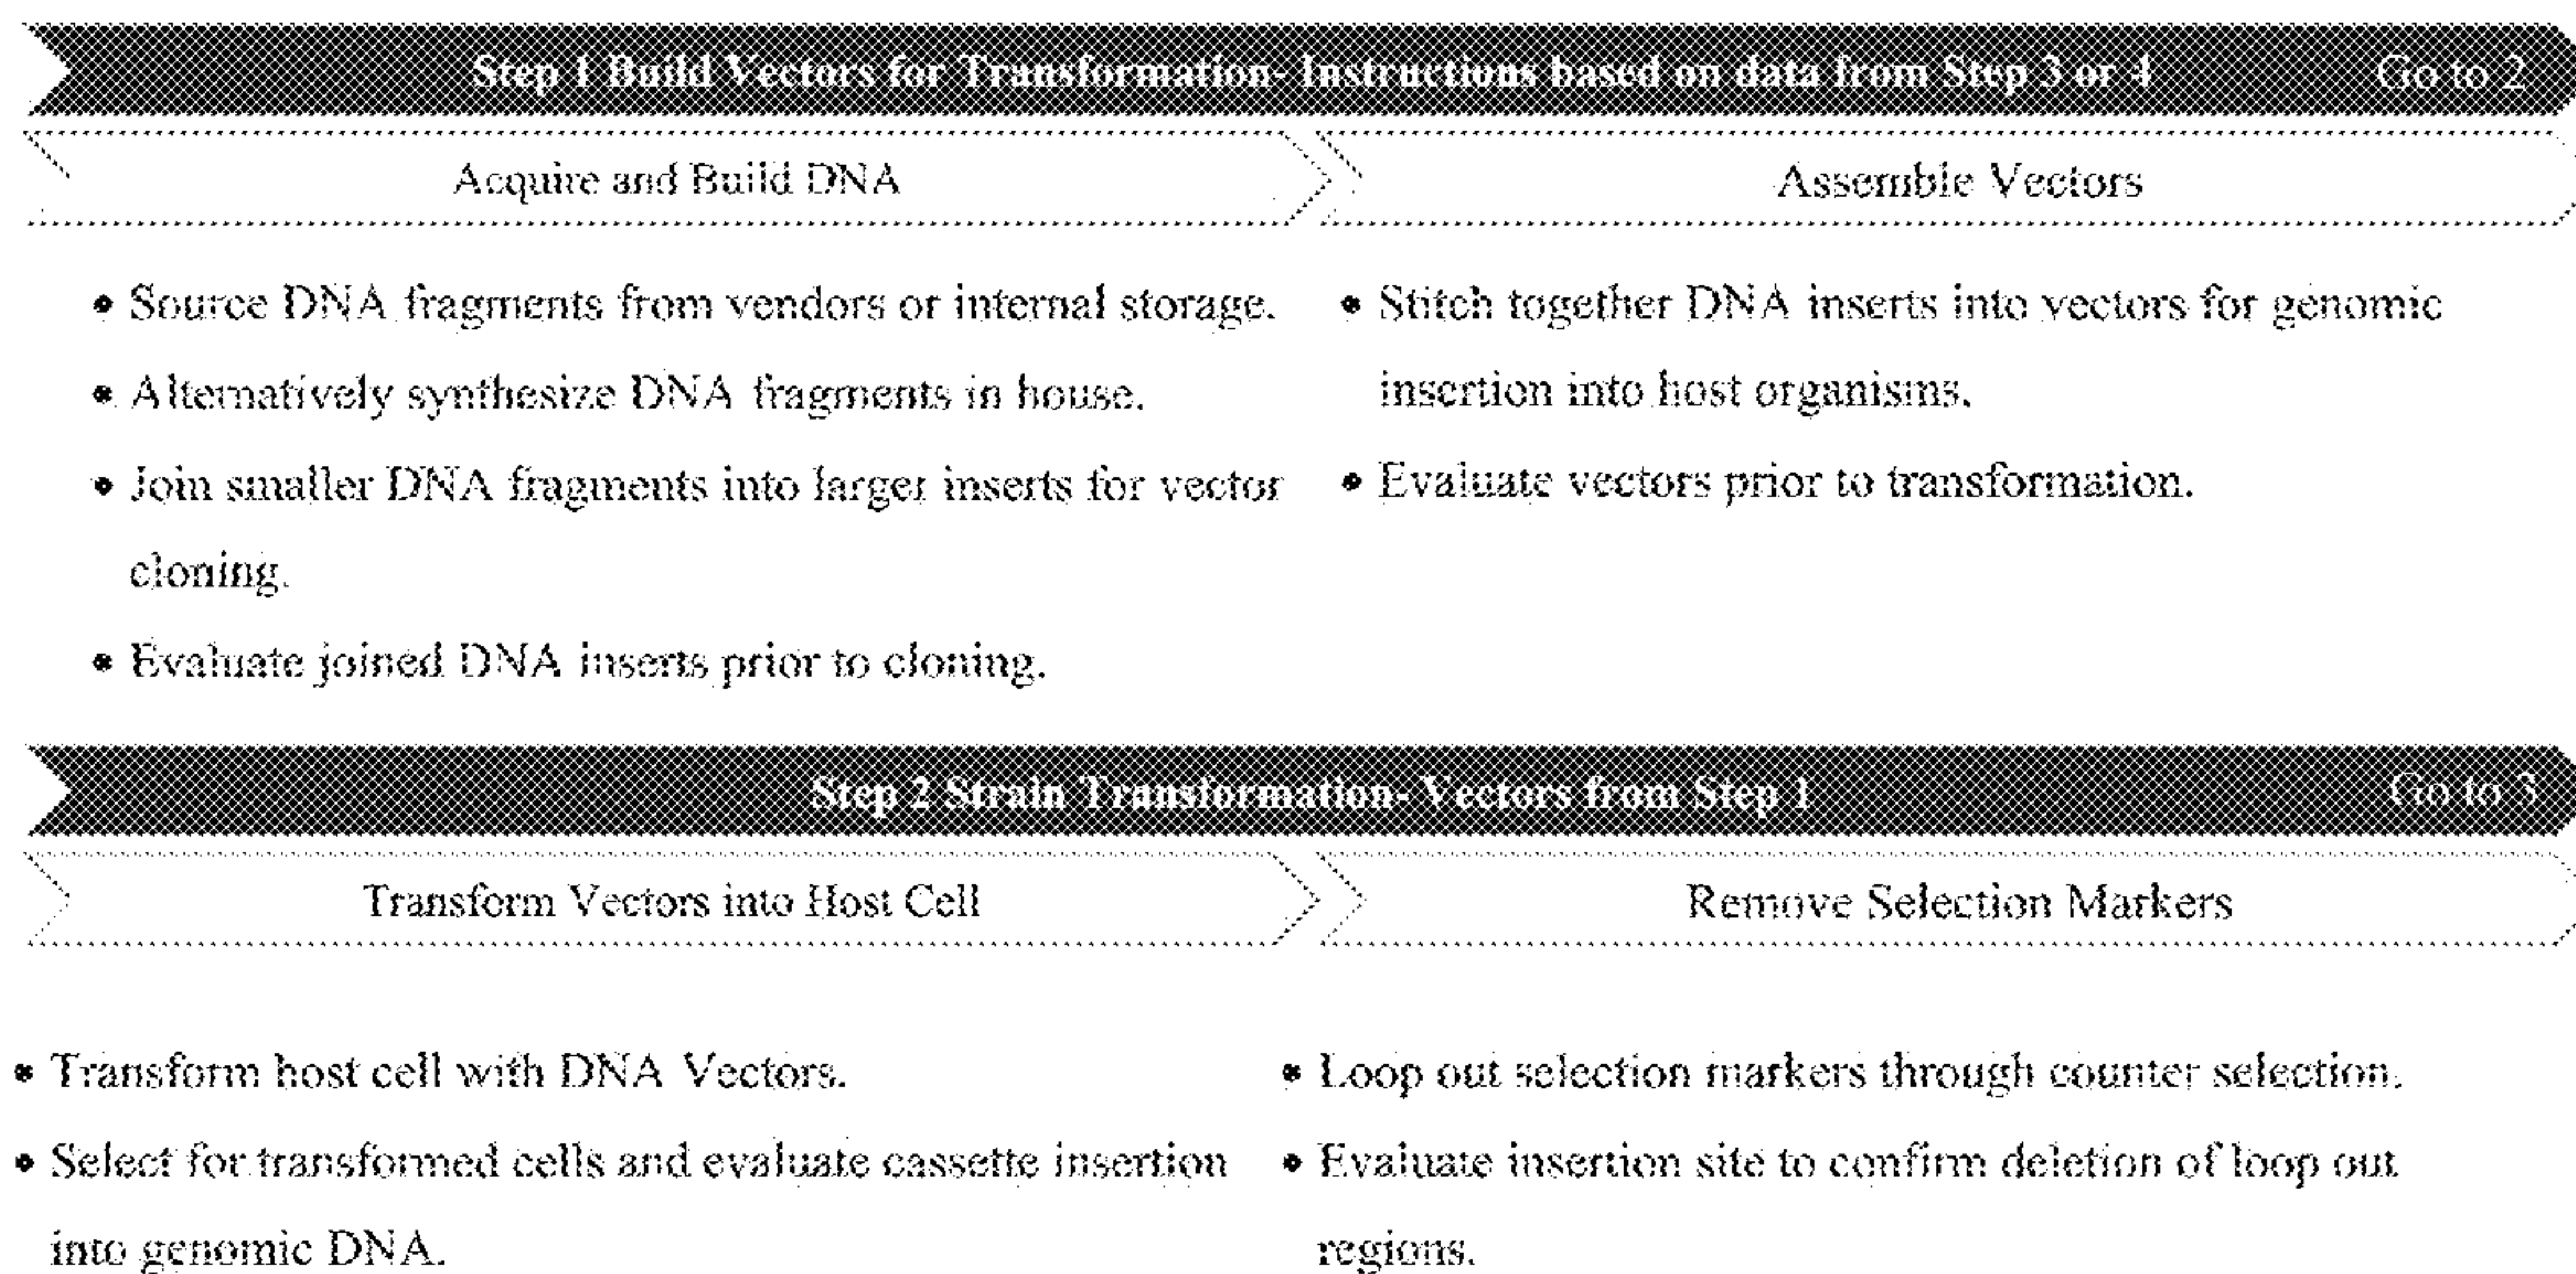 Step 1 Build Vectors for Transformation- Instructions based on data from Step 3 or 4 Go to 2
Acquire and Build DNA
Assemble Vectors
• Source DNA fragments from vendors or internal storage.
• Alternatively synthesize DNA fragments in house.
• Join smaller DNA fragments into larger inserts for vector
cloning.
• Evaluate joined DNA inserts prior to cloning.
• Stitch together DNA inserts into vectors for genomic
insertion into host organisms.
• Evaluate vectors prior to transformation.
Step 2 Strain Transformation- Vectors from Step 1 Go to 3
Transform Vectors into Host Cell
Remove Selection Markers
• Transform host cell with DNA Vectors.
• Select for transformed cells and evaluate cassette insertion
into genomic DNA.
• Loop out selection markers through counter selection.
• Evaluate insertion site to confirm deletion of loop out
regions.